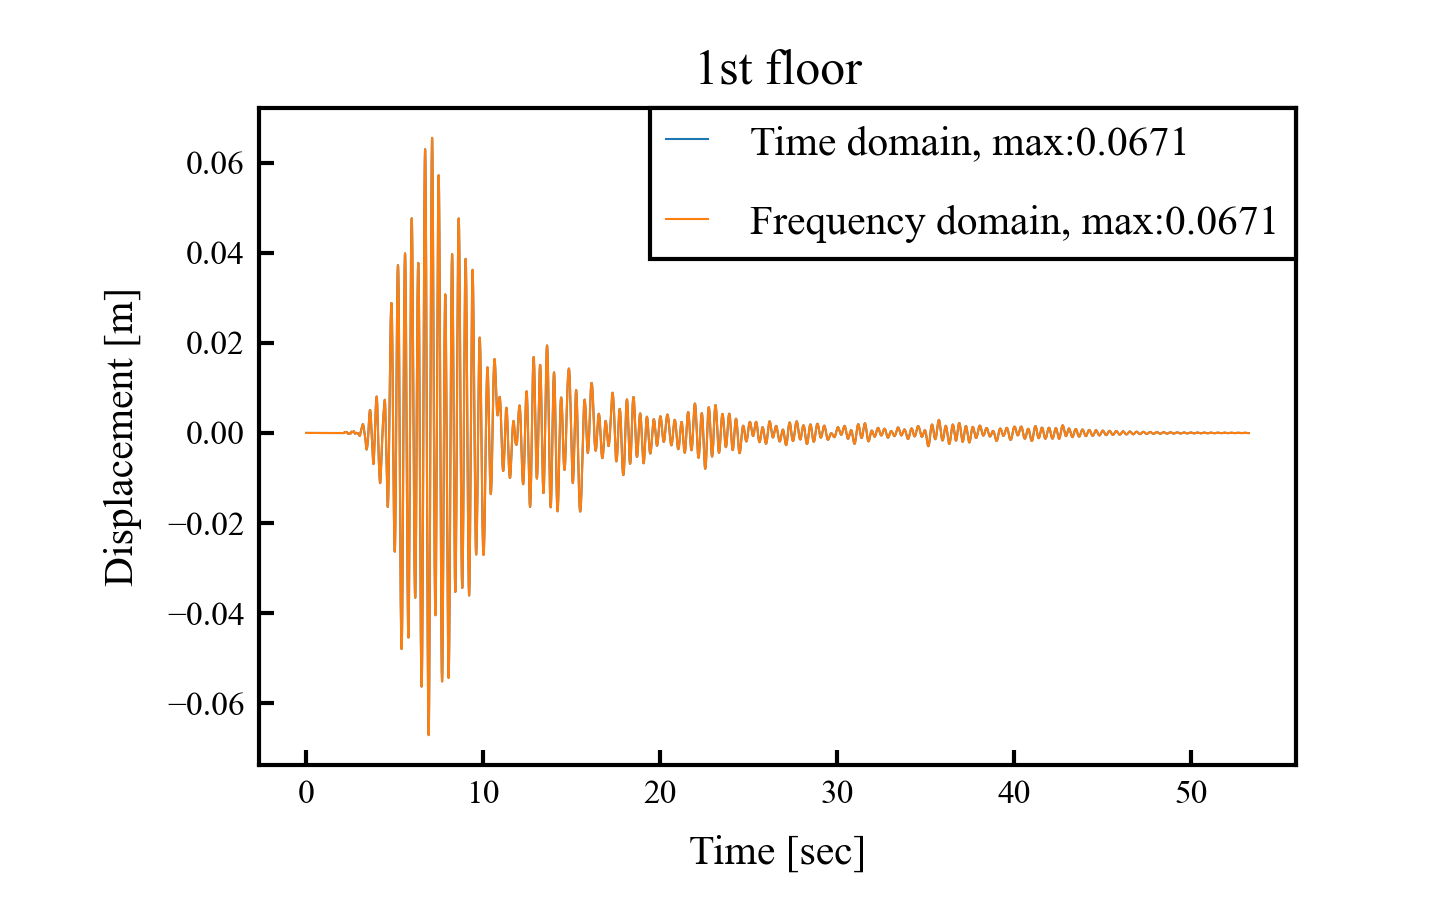 1st floor
Time domain, max:0.0671
Frequency domain, max:0.0671
0.06
0.04
0.02
0.00
−0.02
−0.04
−0.06
Displacement [m]
0 10 20 30 40 50
Time [sec]